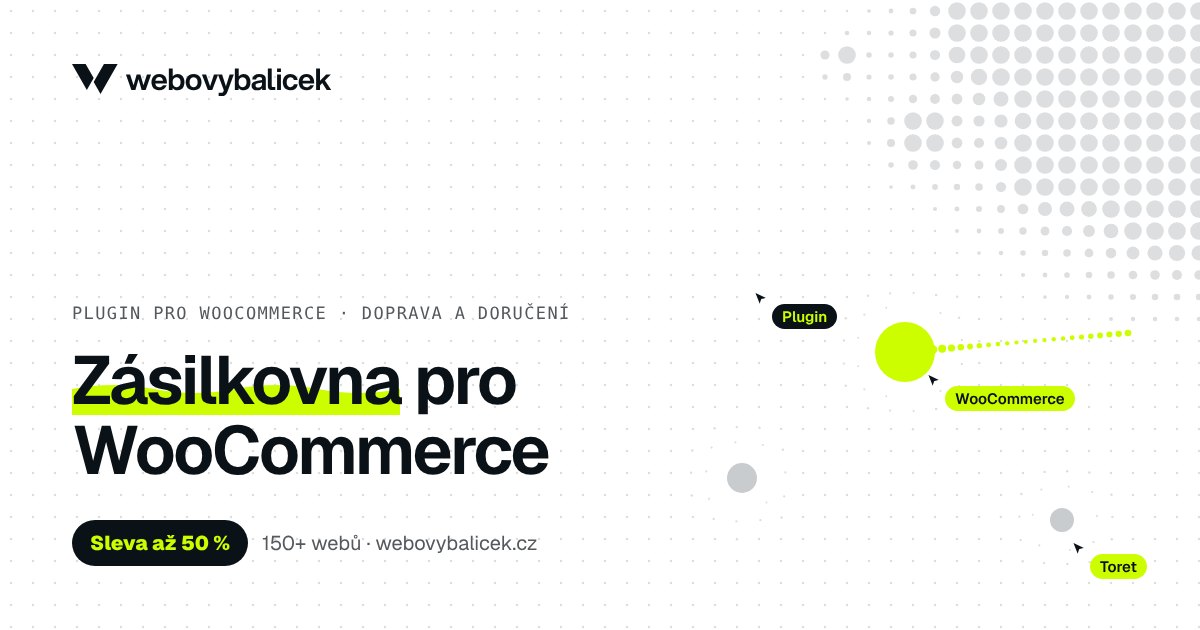 webovybalicek
PLUGIN PRO WOOCOMMERCE · DOPRAVA A DORUČENÍ
Zásilkovna pro
WooCommerce
Sleva až 50 %
150+ webů · webovybalicek.cz
Plugin
WooCommerce
Toret